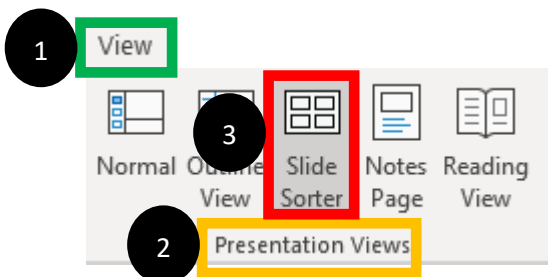 1 View
3
Normal Outline View Slide Sorter Notes Page Reading View
2 Presentation Views